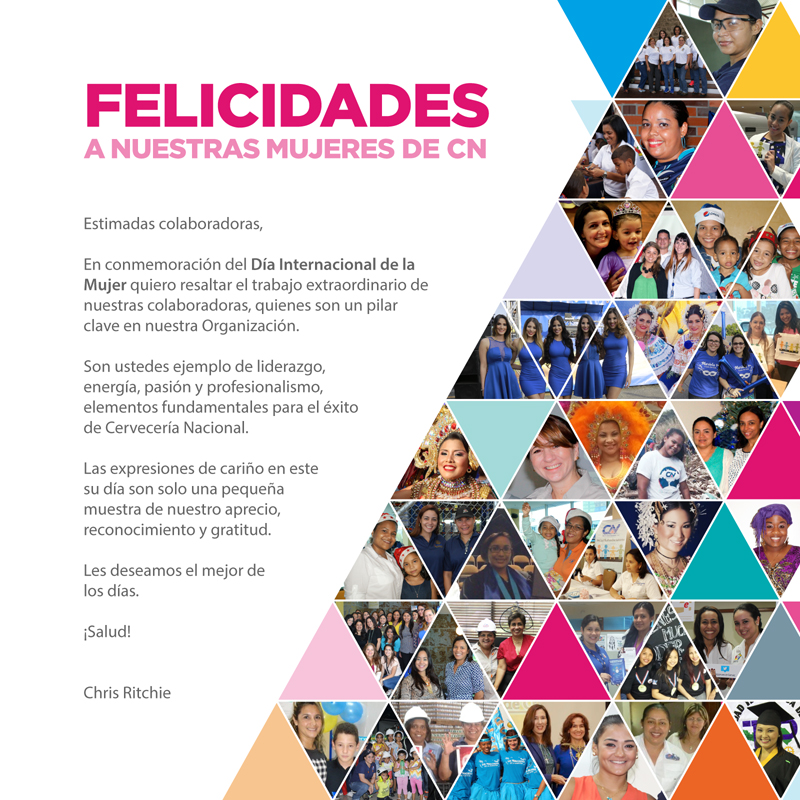 FELICIDADES
A NUESTRAS MUJERES DE CN
Estimadas colaboradoras,
En conmemoración del Día Internacional de la
Mujer quiero resaltar el trabajo extraordinario de
nuestras colaboradoras, quienes son un pilar
clave en nuestra Organización.
Son ustedes ejemplo de liderazgo,
energía, pasión y profesionalismo,
elementos fundamentales para el éxito
de Cervecería Nacional.
Las expresiones de cariño en este
su día son solo una pequeña
muestra de nuestro aprecio,
reconocimiento y gratitud.
Les deseamos el mejor de
los días.
¡Salud!
Chris Ritchie